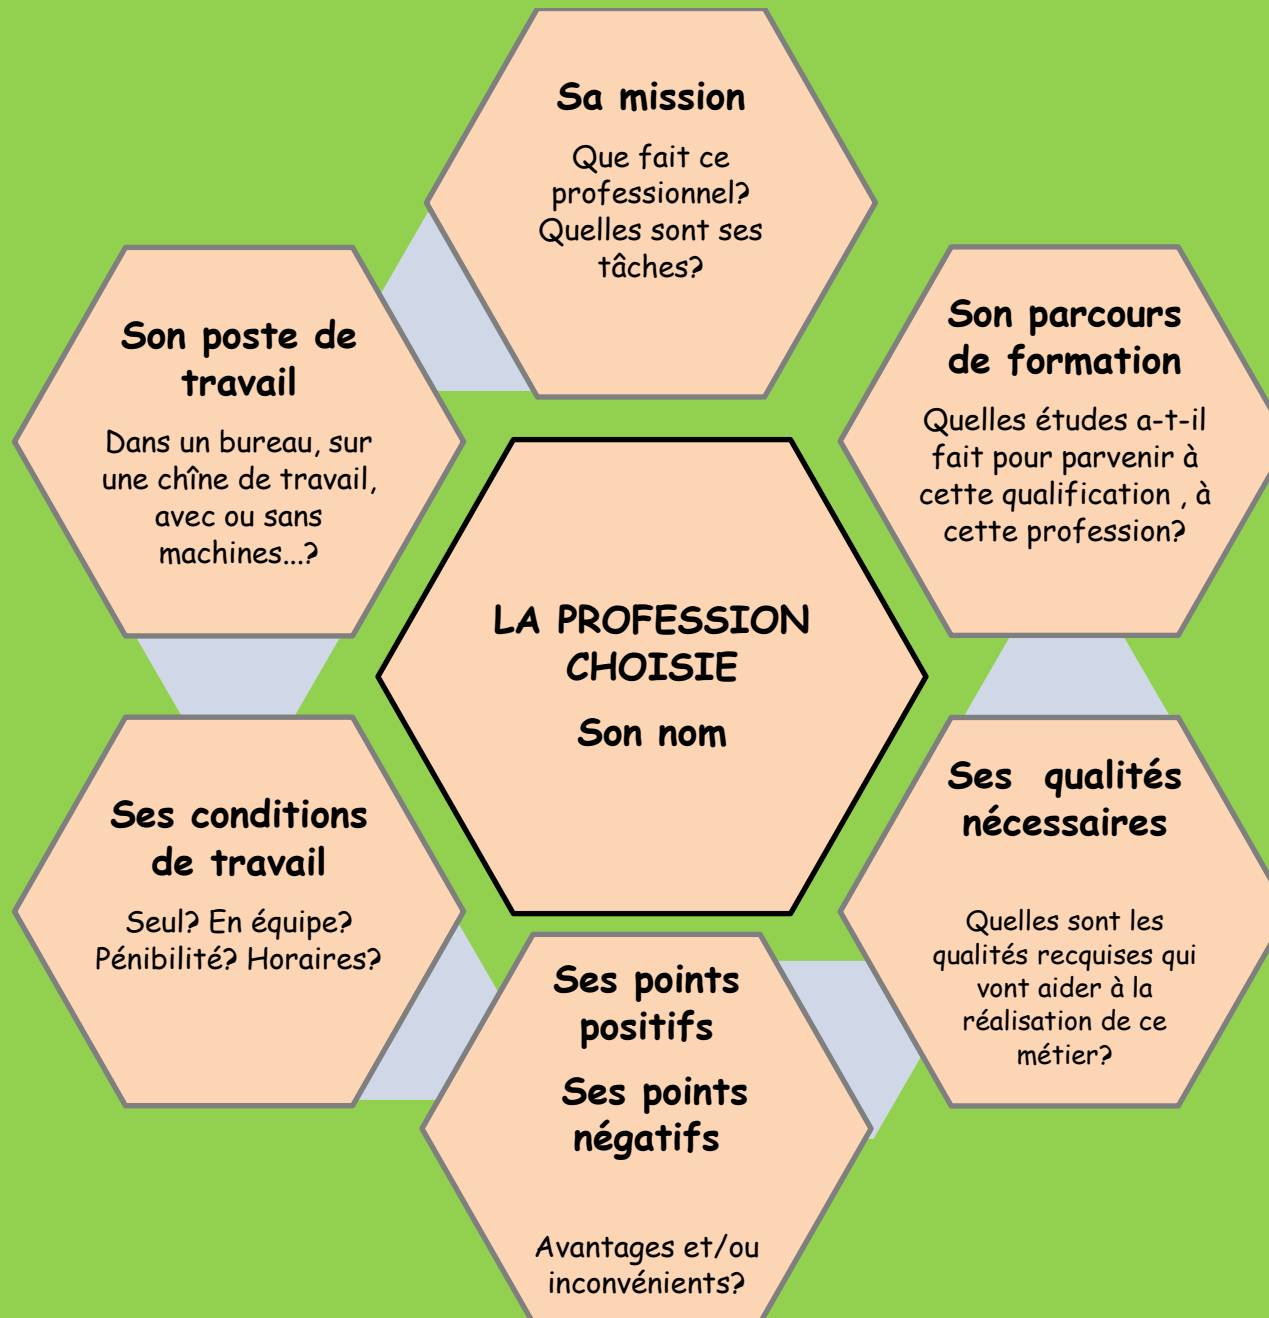 Sa mission
Que fait ce
professionnel?
Quelles sont ses
tâches?
Son parcours
de formation
Quelles études a-t-il
fait pour parvenir à
cette qualification , à
cette profession?
Ses qualités
nécessaires
Quelles sont les
qualités recquises qui
vont aider à la
réalisation de ce
métier?
Ses points
positifs
Ses points
négatifs
Avantages et/ou
inconvénients?
Ses conditions
de travail
Seul? En équipe?
Pénibilité? Horaires?
Son poste de
travail
Dans un bureau, sur
une chîne de travail,
avec ou sans
machines...?
LA PROFESSION
CHOISIE
Son nom